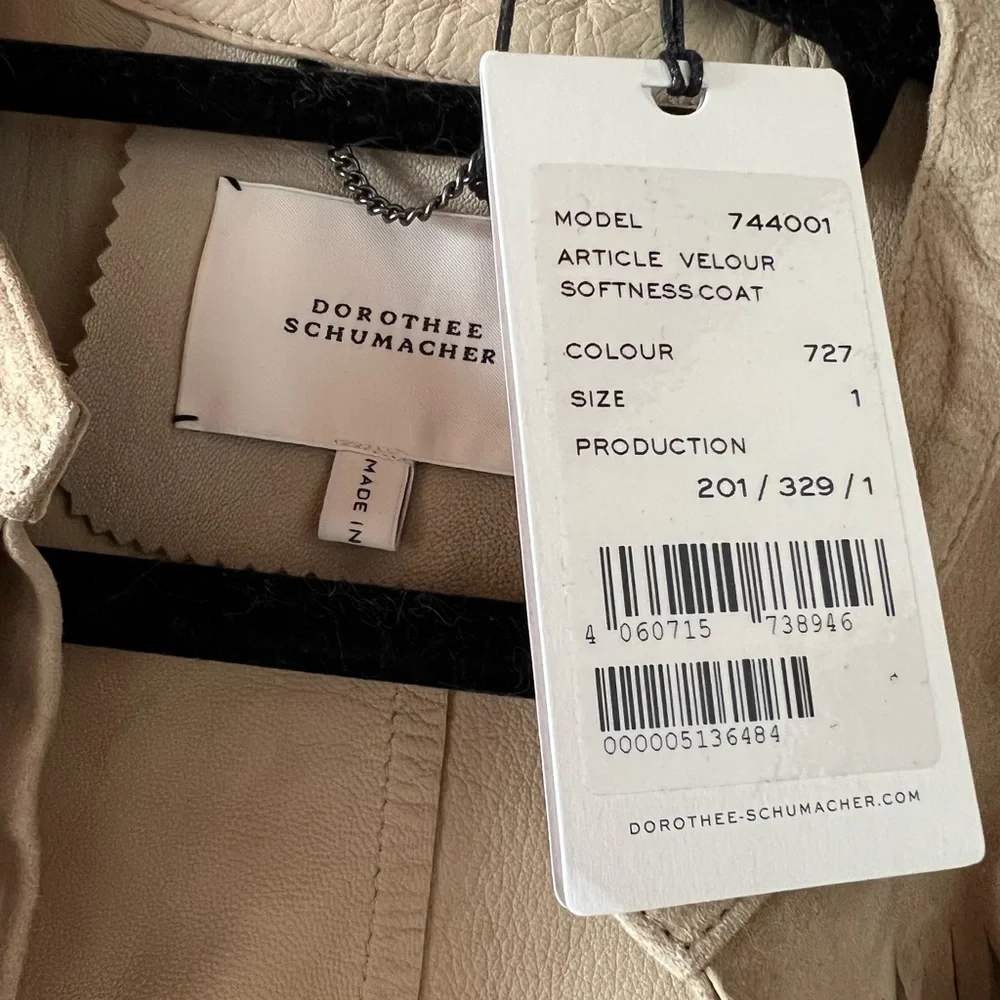 DOROTHEE
SCHUMACHER
MADE IN
MODEL 744001
ARTICLE VELOUR
SOFTNESS COAT
COLOUR 727
SIZE 1
PRODUCTION
201 / 329 / 1
4 060715 738946
000005136484
DOROTHEE-SCHUMACHER.COM